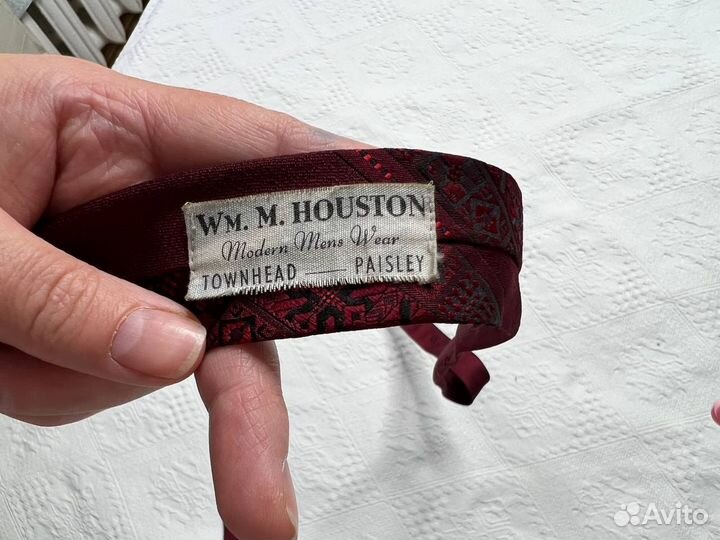 WM. M. HOUSTON
Modern Mens Wear
TOWNHEAD — PAISLEY
Avito